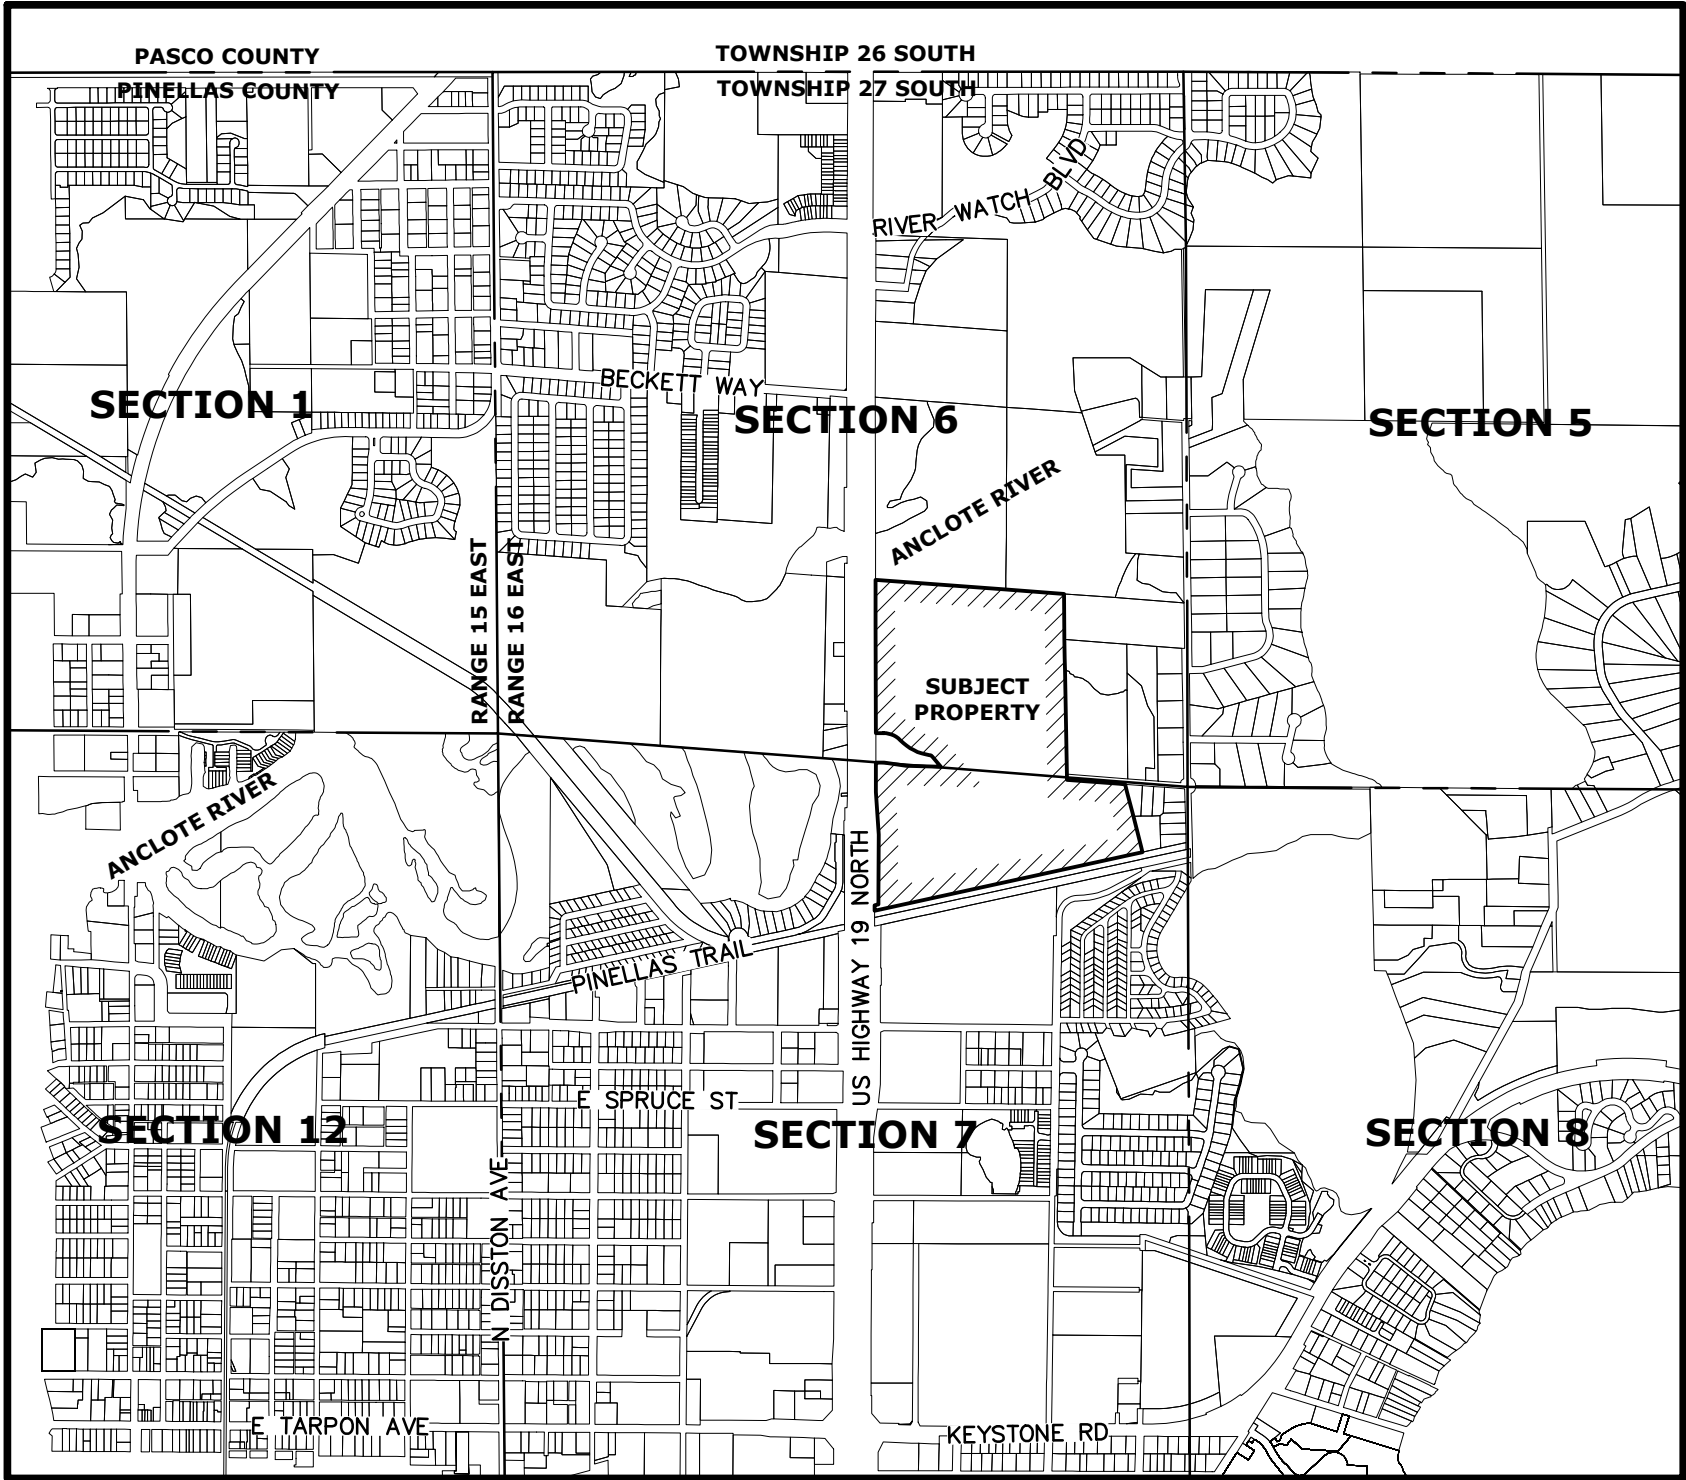 PASCO COUNTY
TOWNSHIP 26 SOUTH
PINELLAS COUNTY
TOWNSHIP 27 SOUTH
RIVER WATCH BLVD
BECKETT WAY
SECTION 1
SECTION 6
SECTION 5
ANCLOTE RIVER
RANGE 15 EAST
RANGE 16 EAST
SUBJECT
PROPERTY
ANCLOTE RIVER
US HIGHWAY 19 NORTH
PINELLAS TRAIL
E SPRUCE ST
SECTION 12
SECTION 7
SECTION 8
N DISSTON AVE
E TARPON AVE
KEYSTONE RD